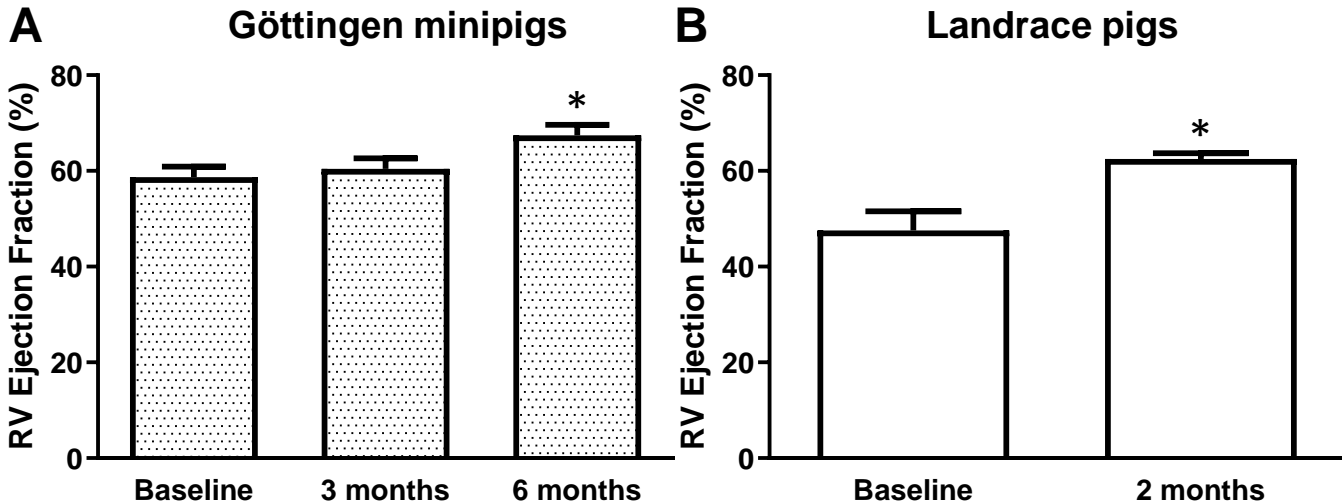 A
Göttingen minipigs
RV Ejection Fraction (%)
80
60
40
20
0
*
Baseline
3 months
6 months
B
Landrace pigs
RV Ejection Fraction (%)
80
60
40
20
0
*
Baseline
2 months